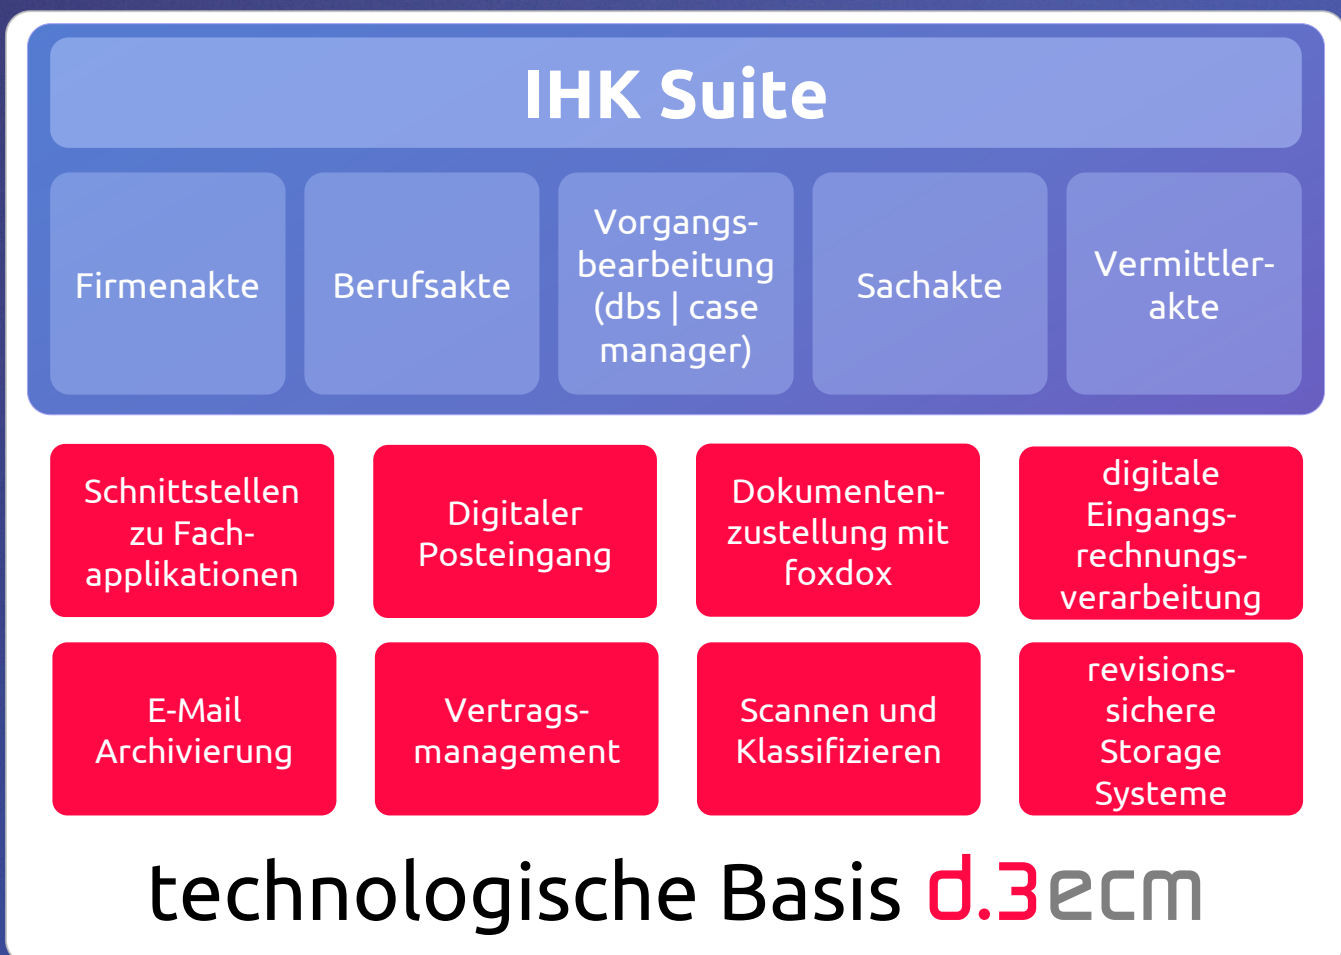 IHK Suite
Firmenakte
Berufsakte
Vorgangs-
bearbeitung
(dbs | case
manager)
Sachakte
Vermittler-
akte
Schnittstellen
zu Fach-
applikationen
Digitaler
Posteingang
Dokumenten-
zustellung mit
foxdox
digitale
Eingangs-
rechnungs-
verarbeitung
E-Mail
Archivierung
Vertrags-
management
Scannen und
Klassifizieren
revisions-
sichere
Storage
Systeme
technologische Basis d.3ecm